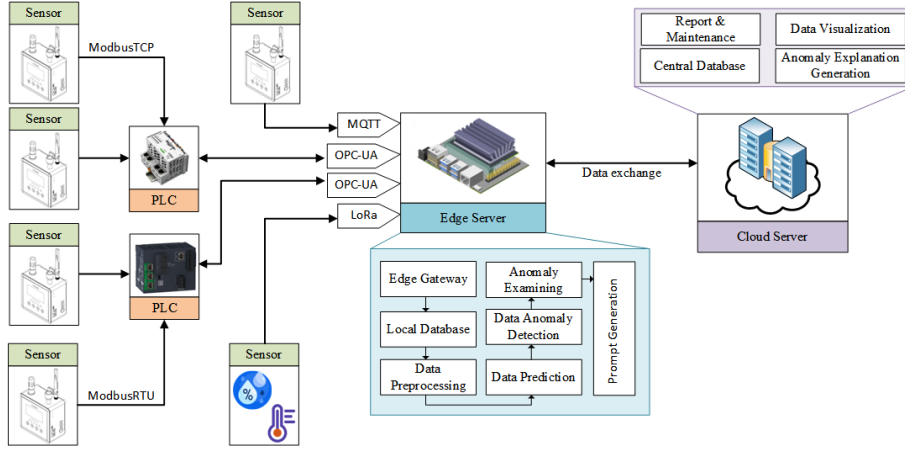 Sensor
ModbusTCP
Sensor
Sensor
PLC
Sensor
PLC
Sensor
ModbusRTU
Sensor
%
MQTT
OPC-UA
OPC-UA
LoRa
Edge Server
Data exchange
Report &
Maintenance
Data Visualization
Central Database
Anomaly Explanation
Generation
Cloud Server
Edge Gateway
Local Database
Data
Preprocessing
Data Prediction
Data Anomaly
Detection
Anomaly
Examining
Prompt Generation